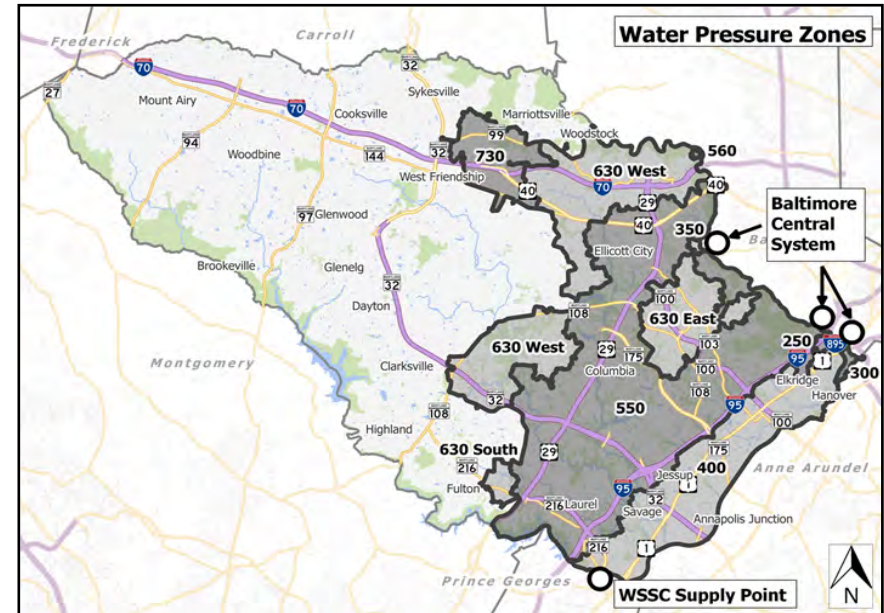 Water Pressure Zones
Frederick
Carroll
27
70
Mount Airy
70
Cooksville
32
Sykesville
Marriottsville
Woodstock
99
94
Woodbine
144
32
730
West Friendship
40
630 West
70
560
29
40
40
350
Ellicott City
Baltimore
Central
System
Ba
97
Glenwood
Brookeville
Glenelg
32
Dayton
108
100
630 East
103
630 West
29
175
Columbia
100
108
250
95
895
1
Elkridge
300
Hanover
100
Montgomery
Clarksville
32
550
95
Highland
108
29
175
400
Anne Arundel
630 South
216
Fulton
216
Laurel
95
Jessup
1
32
Savage
Annapolis Junction
216
1
Prince Georges
WSSC Supply Point
N